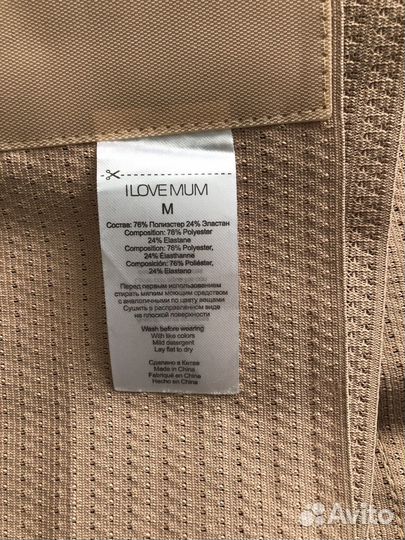 I LOVE MUM
M
Состав: 76% Полиэстер 24% Эластан
Composition: 76% Polyester
24% Elastane
Composition: 76% Polyester,
24% Élasthanne
Composición: 76% Poliéster,
24% Elasteno
Перед первым использованием
стирать мягким моющим средством
с аналогичными по цвету вещами
Сушить в расправленном виде
на плоской поверхности
Wash before wearing
With like colors
Mild detergent
Lay flat to dry
Сделано в Китае
Made in China
Fabriqué en China
Hecho en China
Avito